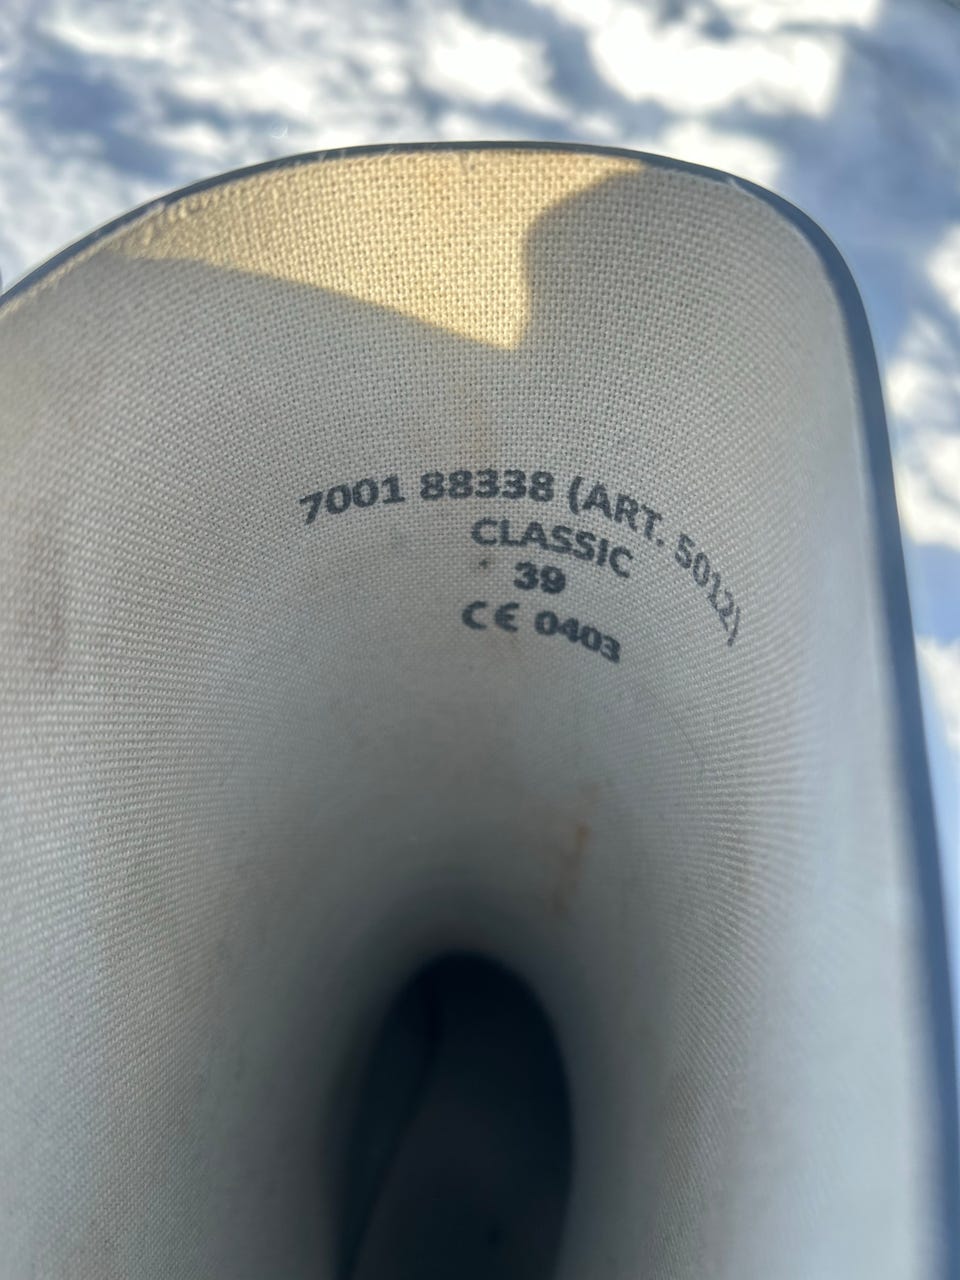 7001 88338 (ART. 5012)
CLASSIC
39
CE 0403